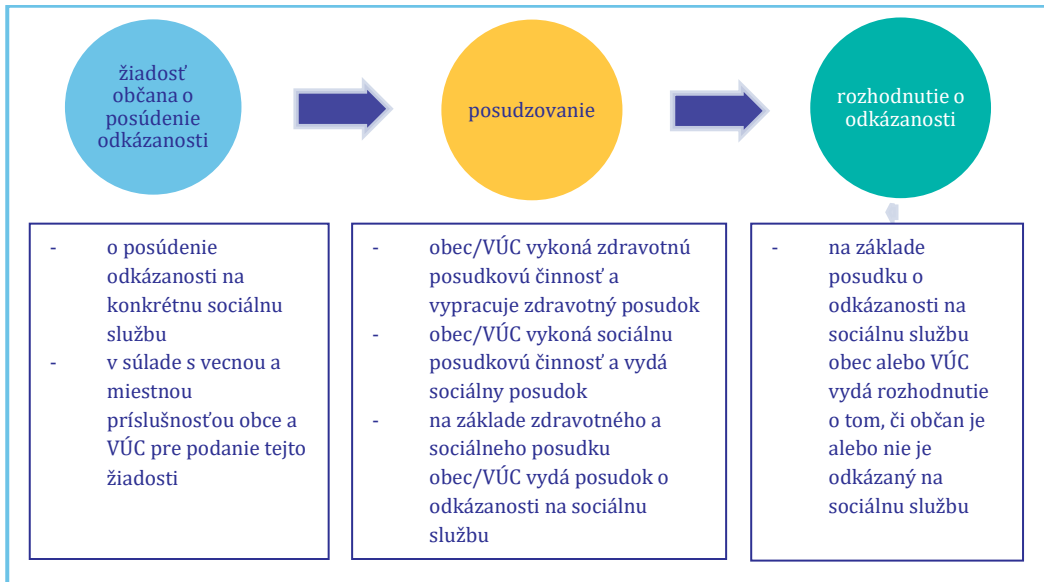 žiadosť
občana o
posúdenie
odkázanosti
posudzovanie
rozhodnutie o
odkázanosti
- o posúdenie
odkázanosti na
konkrétnu sociálnu
službu
- v súlade s vecnou a
miestnou
príslušnosťou obce a
VÚC pre podanie tejto
žiadosti
- obec/VÚC vykoná zdravotnú
posudkovú činnosť a
vypracuje zdravotný posudok
- obec/VÚC vykoná sociálnu
posudkovú činnosť a vydá
sociálny posudok
- na základe zdravotného a
sociálneho posudku
obec/VÚC vydá posudok o
odkázanosti na sociálnu
službu
- na základe
posudku o
odkázanosti na
sociálnu službu
obec alebo VÚC
vydá rozhodnutie
o tom, či občan je
alebo nie je
odkázaný na
sociálnu službu